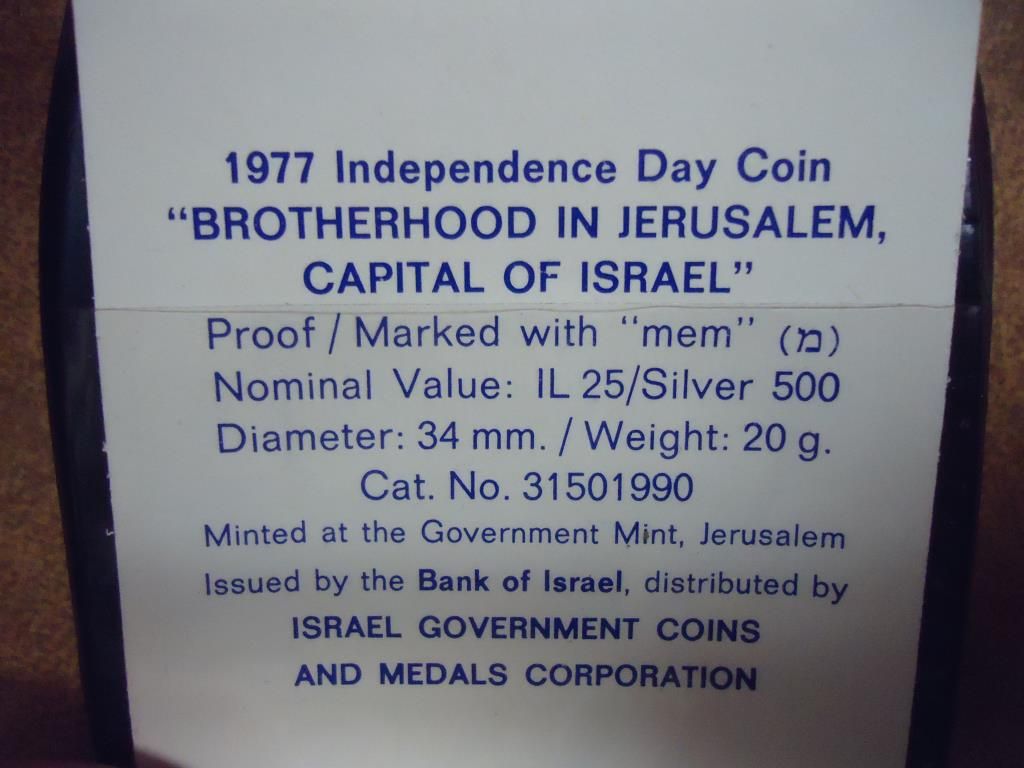 1977 Independence Day Coin
“BROTHERHOOD IN JERUSALEM,
CAPITAL OF ISRAEL”
Proof / Marked with “mem” (מ)
Nominal Value: IL 25/Silver 500
Diameter: 34 mm. / Weight: 20 g.
Cat. No. 31501990
Minted at the Government Mint, Jerusalem
Issued by the Bank of Israel, distributed by
ISRAEL GOVERNMENT COINS
AND MEDALS CORPORATION